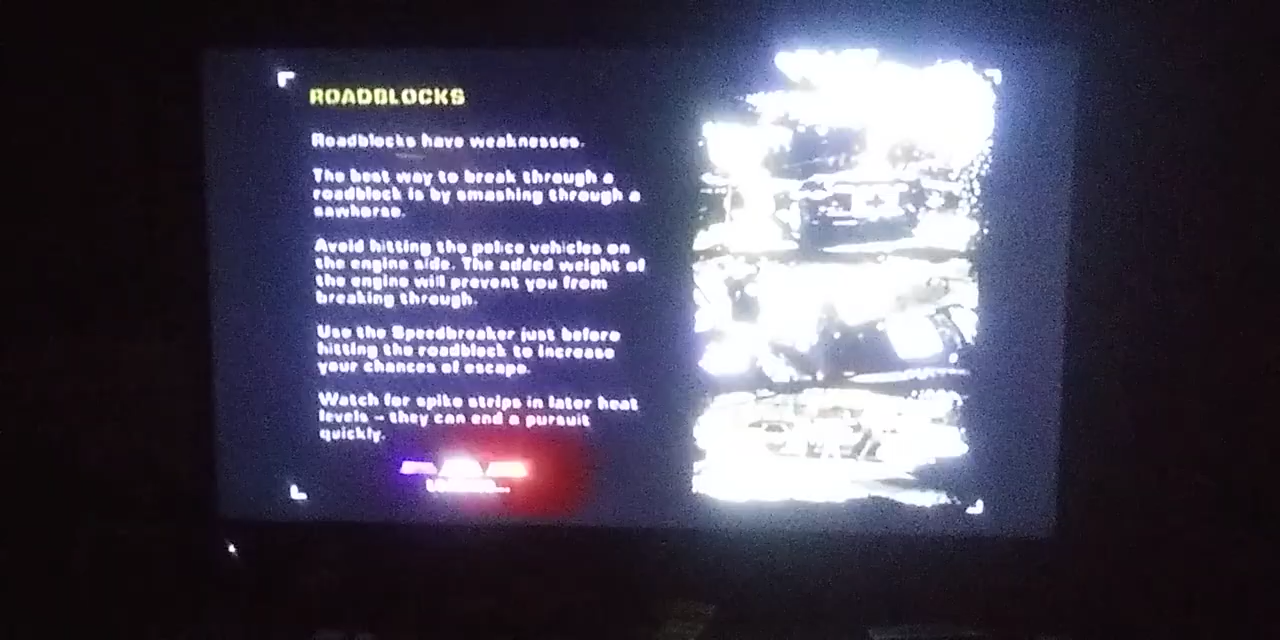 ROADBLOCKS
Roadblocks have weaknesses.
The best way to break through a
roadblock is by smashing through a
sawhorse.
Avoid hitting the police vehicles on
the engine side. The added weight of
the engine will prevent you from
breaking through.
Use the Speedbreaker just before
hitting the roadblock to increase
your chances of escape.
Watch for spike strips in later heat
levels – they can end a pursuit
quickly.